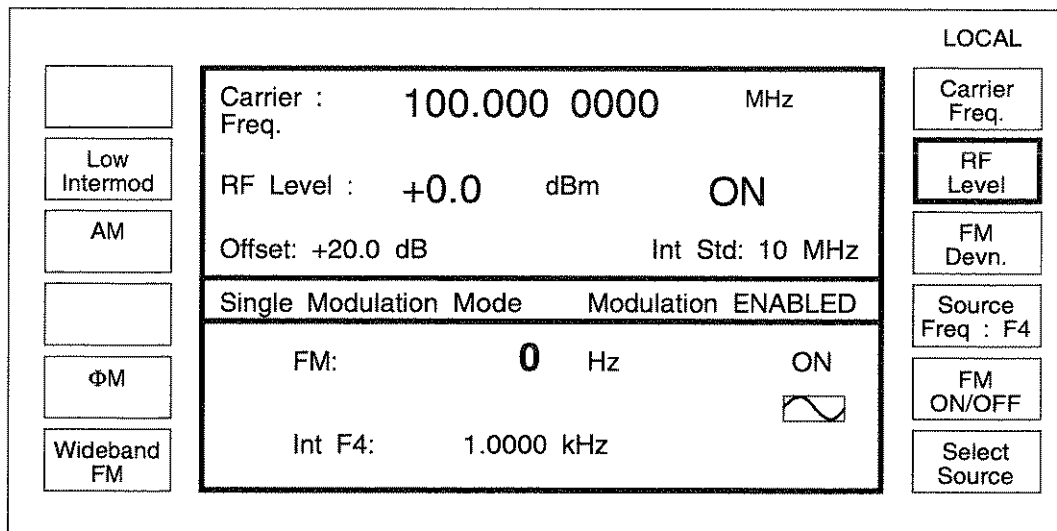 LOCAL
Low
Intermod
AM
ΦM
Wideband
FM
Carrier :
Freq.
100.000 0000 MHz
RF Level : +0.0 dBm ON
Offset: +20.0 dB Int Std: 10 MHz
Single Modulation Mode Modulation ENABLED
FM: 0 Hz ON
Int F4: 1.0000 kHz
Carrier
Freq.
RF
Level
FM
Devn.
Source
Freq : F4
FM
ON/OFF
Select
Source